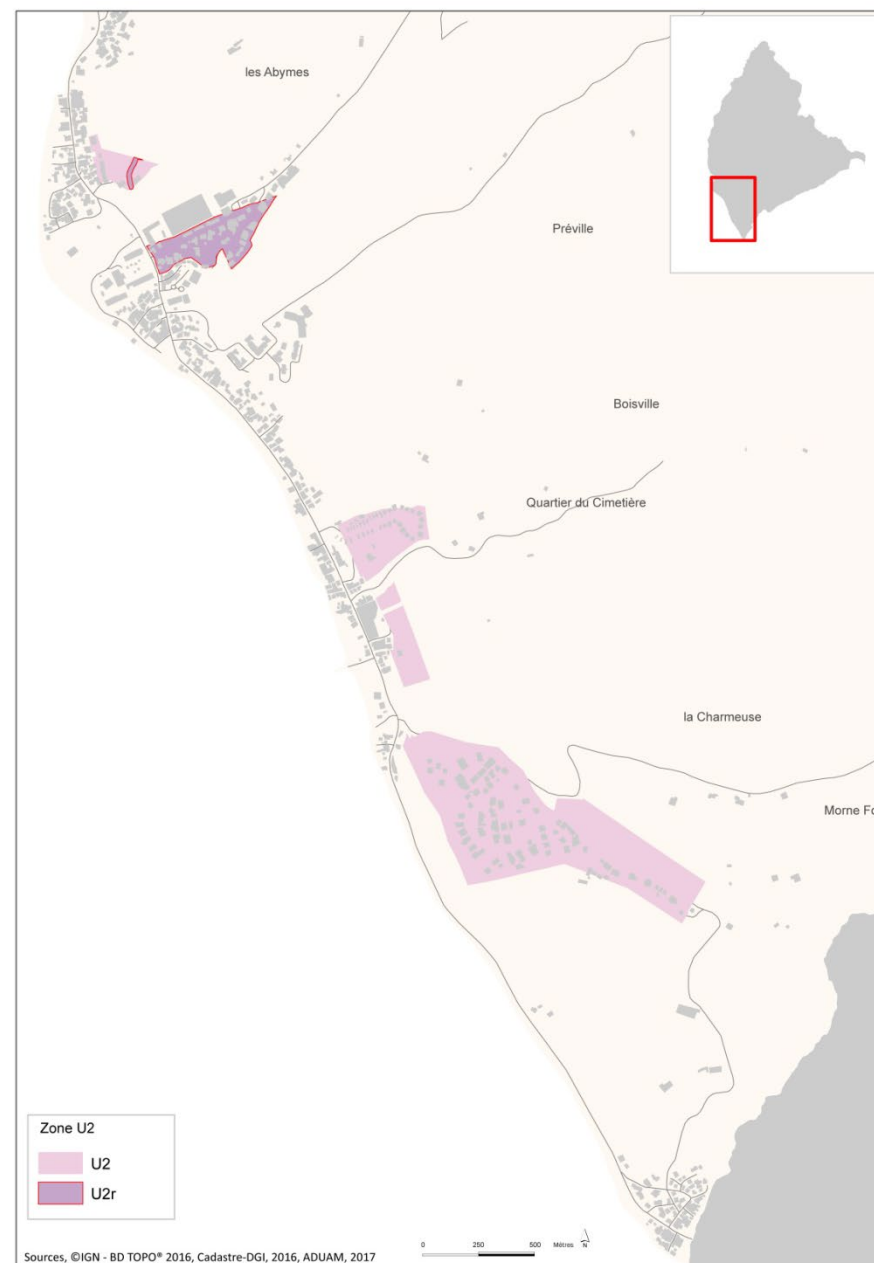 les Abymes
Préville
Boisville
Quartier du Cimetière
la Charmeuse
Morne Fo
Zone U2
U2
U2r
0 250 500 Mètres N
Sources, ©IGN - BD TOPO® 2016, Cadastre-DGI, 2016, ADUAM, 2017